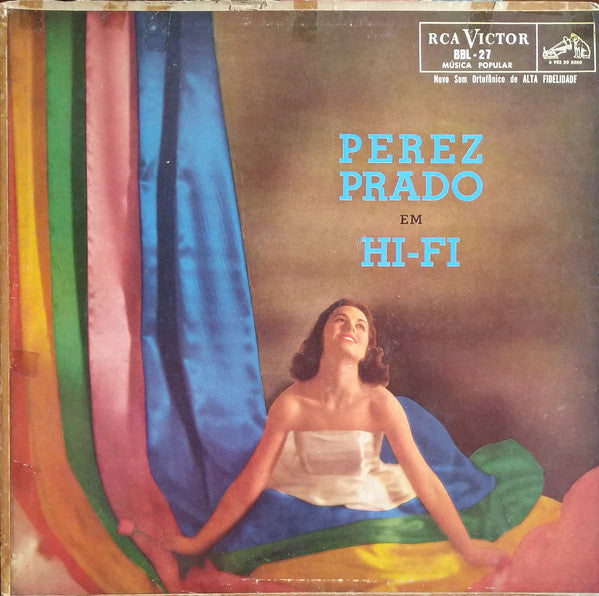 RCA VICTOR
BBL-27
MÚSICA POPULAR
A VOZ DO DONO
Novo Som Ortofônico de ALTA FIDELIDADE
PEREZ
PRADO
EM
HI-FI